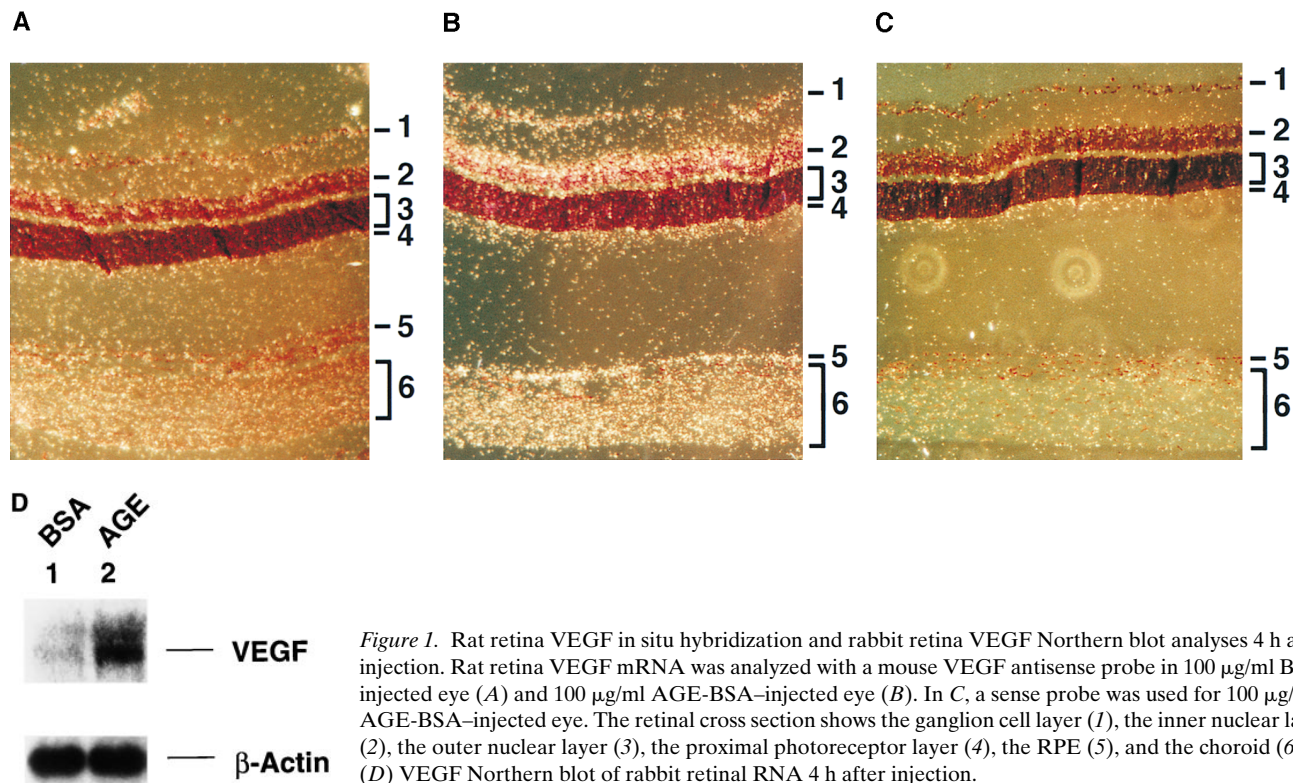 A
B
C
1
2
3
4
5
6
1
2
3
4
5
6
1
2
3
4
5
6
D
BSA AGE
1 2
VEGF
β-Actin
Figure 1. Rat retina VEGF in situ hybridization and rabbit retina VEGF Northern blot analyses 4 h a
injection. Rat retina VEGF mRNA was analyzed with a mouse VEGF antisense probe in 100 μg/ml B
injected eye (A) and 100 μg/ml AGE-BSA–injected eye (B). In C, a sense probe was used for 100 μg/
AGE-BSA–injected eye. The retinal cross section shows the ganglion cell layer (1), the inner nuclear la
(2), the outer nuclear layer (3), the proximal photoreceptor layer (4), the RPE (5), and the choroid (6
(D) VEGF Northern blot of rabbit retinal RNA 4 h after injection.